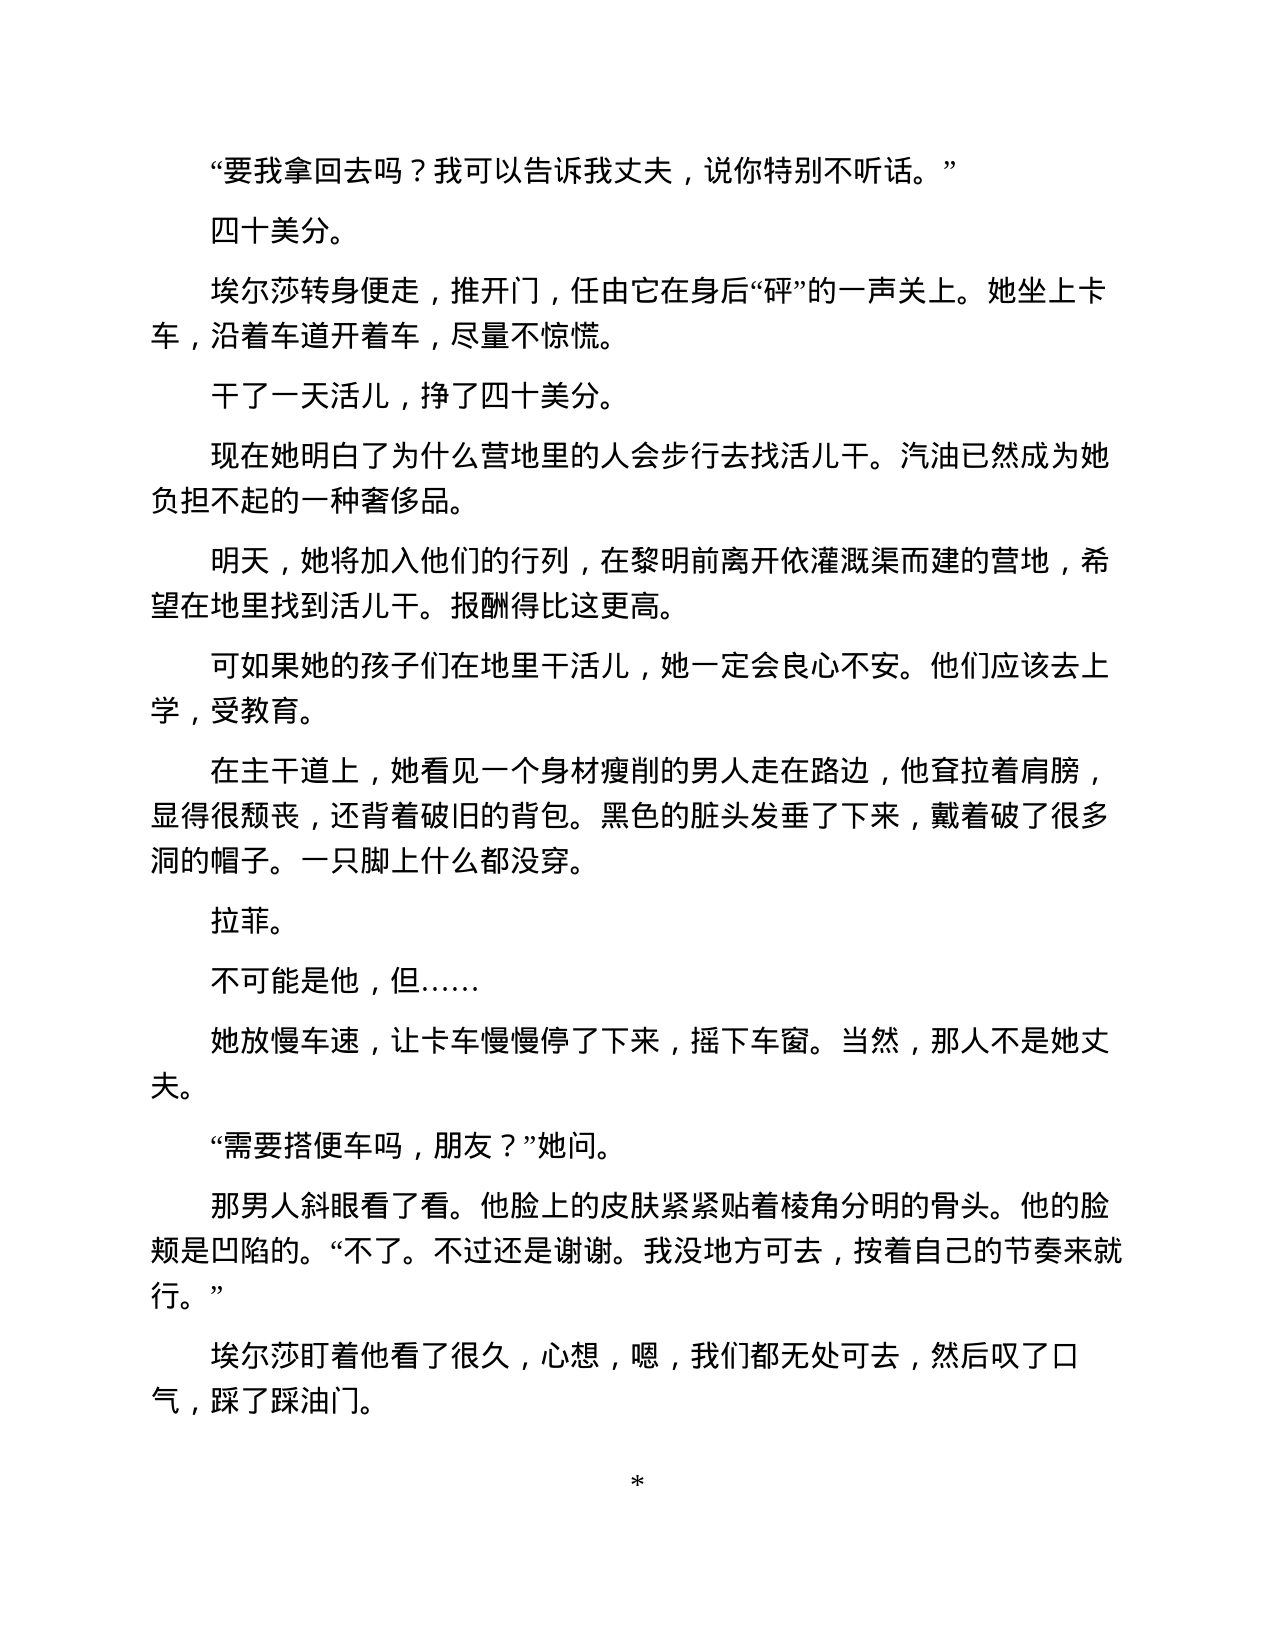 “要我拿回去吗？我可以告诉我丈夫，说你特别不听话。”
四十美分。
埃尔莎转身便走，推开门，任由它在身后“砰”的一声关上。她坐上卡
车，沿着车道开着车，尽量不惊慌。
干了一天活儿，挣了四十美分。
现在她明白了为什么营地里的人会步行去找活儿干。汽油已然成为她
负担不起的一种奢侈品。
明天，她将加入他们的行列，在黎明前离开依灌溉渠而建的营地，希
望在地里找到活儿干。报酬得比这更高。
可如果她的孩子们在地里干活儿，她一定会良心不安。他们应该去上
学，受教育。
在主干道上，她看见一个身材瘦削的男人走在路边，他耷拉着肩膀，
显得很颓丧，还背着破旧的背包。黑色的脏头发垂了下来，戴着破了很多
洞的帽子。一只脚上什么都没穿。
拉菲。
不可能是他，但……
她放慢车速，让卡车慢慢停了下来，摇下车窗。当然，那人不是她丈
夫。
“需要搭便车吗，朋友？”她问。
那男人斜眼看了看。他脸上的皮肤紧紧贴着棱角分明的骨头。他的脸
颊是凹陷的。“不了。不过还是谢谢。我没地方可去，按着自己的节奏来就
行。”
埃尔莎盯着他看了很久，心想，嗯，我们都无处可去，然后叹了口
气，踩了踩油门。
*